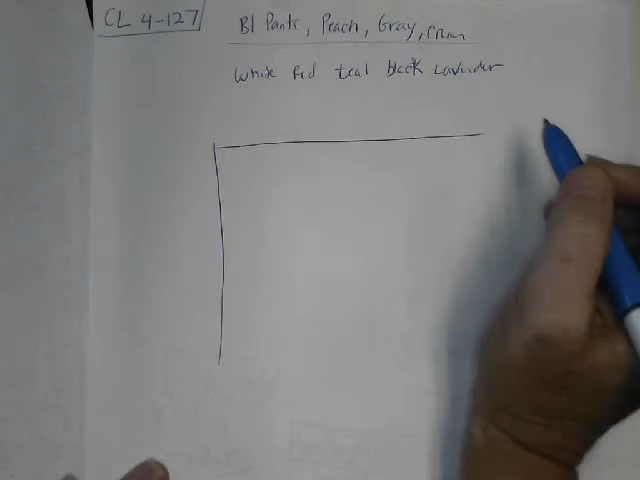 CL 4-127
Bl Pants, Peach, Gray,
White Red teal black Lavender